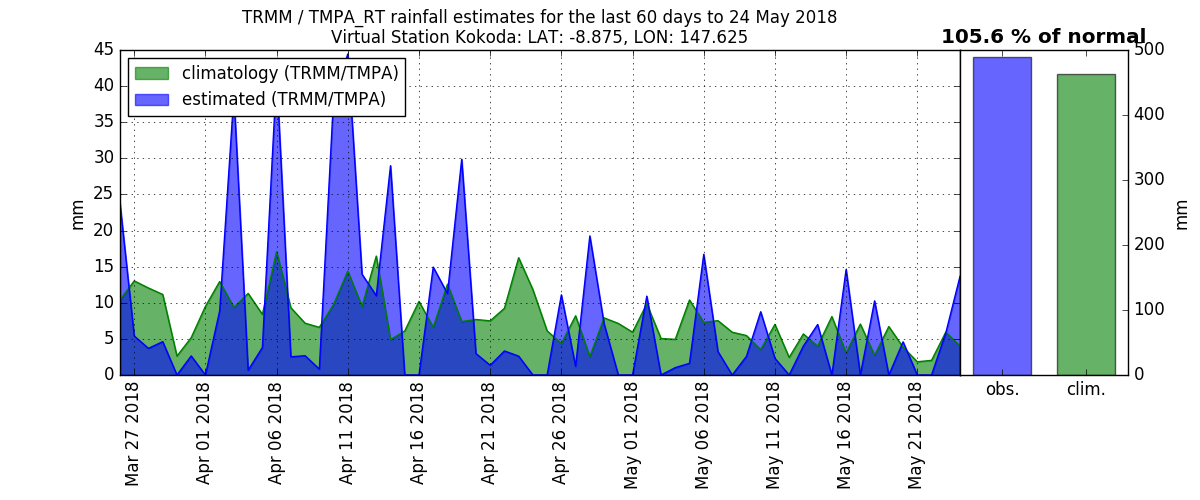 TRMM / TMPA_RT rainfall estimates for the last 60 days to 24 May 2018
Virtual Station Kokoda: LAT: -8.875, LON: 147.625
105.6 % of normal
climatology (TRMM/TMPA)
estimated (TRMM/TMPA)
45
40
35
30
25
20
15
10
5
0
mm
Mar 27 2018
Apr 01 2018
Apr 06 2018
Apr 11 2018
Apr 16 2018
Apr 21 2018
Apr 26 2018
May 01 2018
May 06 2018
May 11 2018
May 16 2018
May 21 2018
obs.
clim.
500
400
300
200
100
0
mm